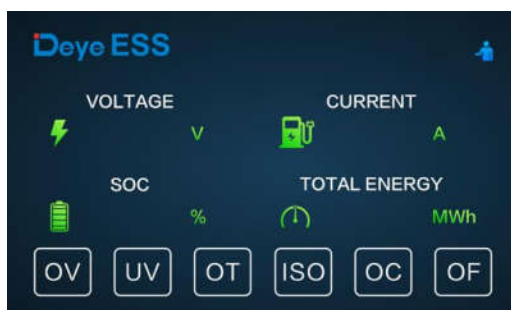 Deye ESS
VOLTAGE CURRENT
V A
SOC TOTAL ENERGY
% MWh
OV UV OT ISO OC OF